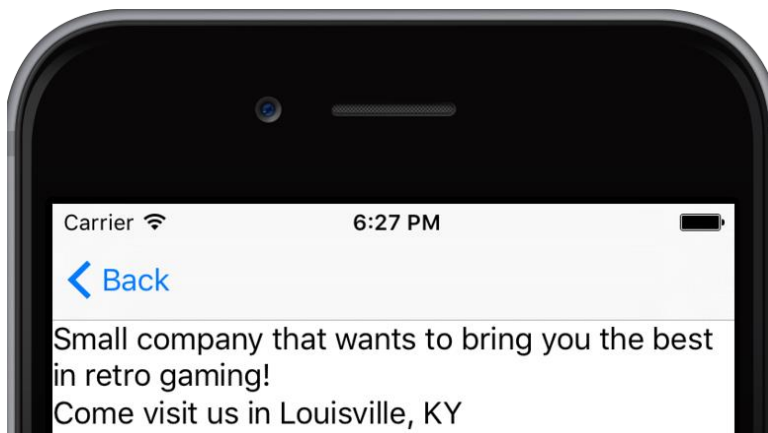 Carrier 6:27 PM
Back
Small company that wants to bring you the best
in retro gaming!
Come visit us in Louisville, KY